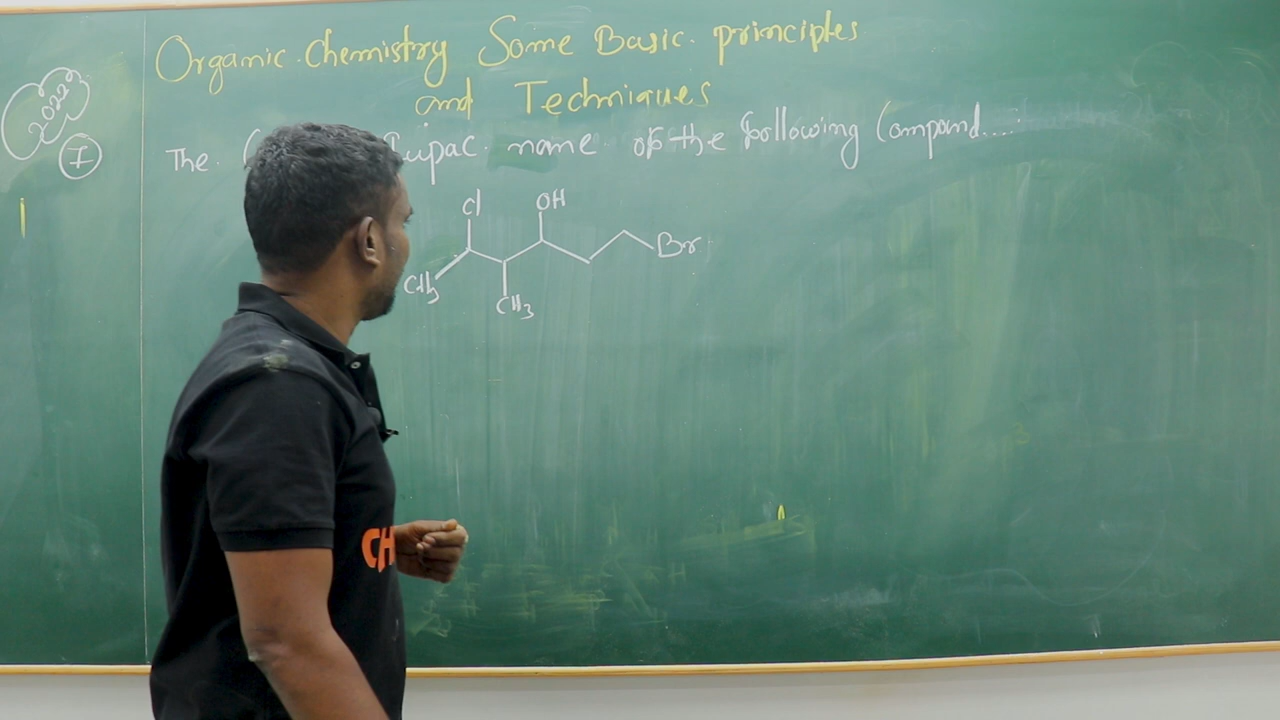 Organic Chemistry Some Basic principles
and Techniques
2022
I
The Iupac name of the following Compound....:
Cl
OH
Br
CH3
CH3
CH